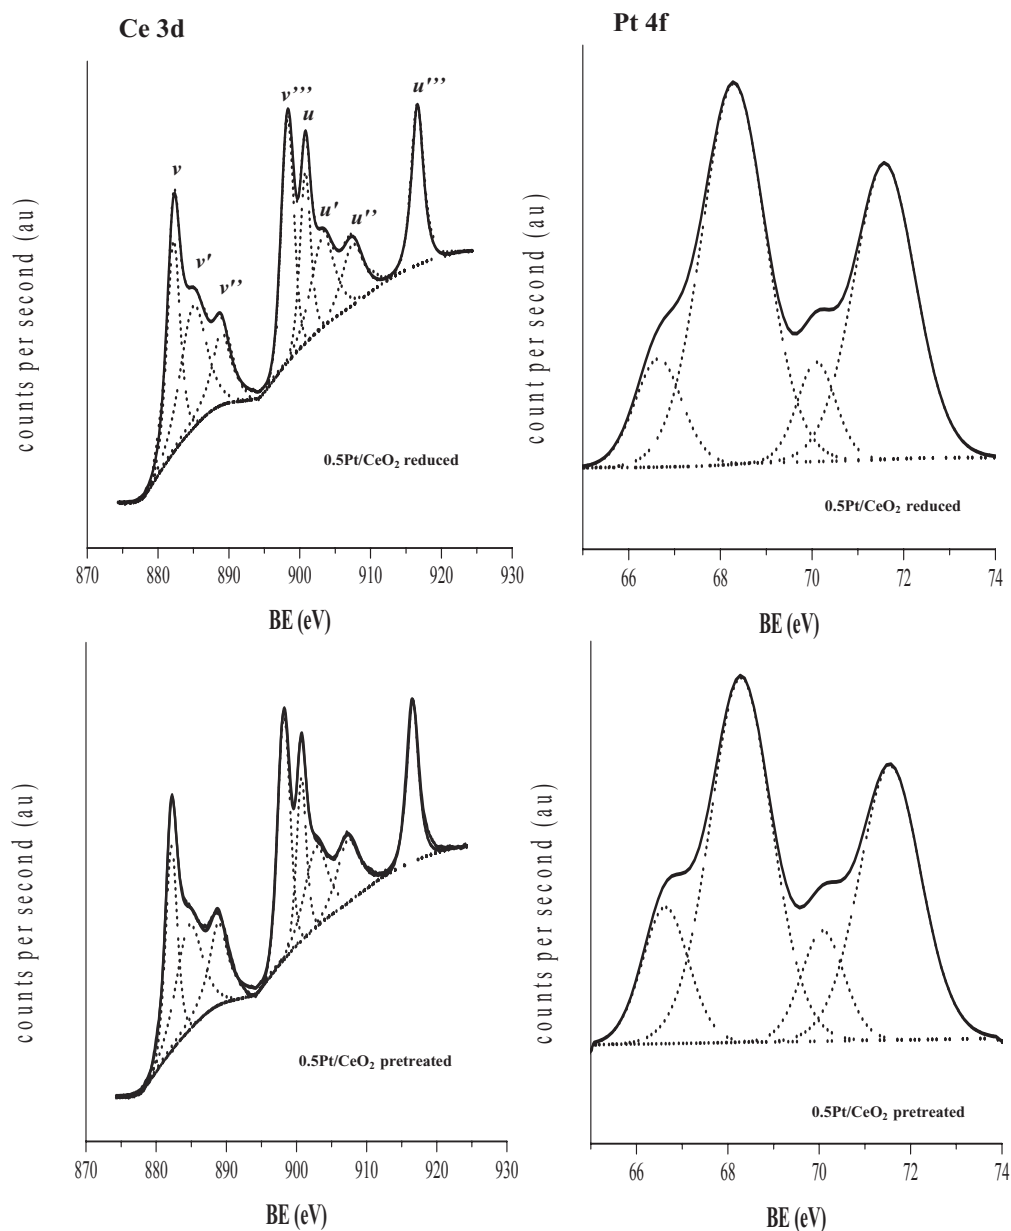 Ce 3d
Pt 4f
counts per second (au)
v
v'
v''
v'''
u
u'
u''
u'''
0.5Pt/CeO₂ reduced
870 880 890 900 910 920 930
BE (eV)
count per second (au)
0.5Pt/CeO₂ reduced
66 68 70 72 74
BE (eV)
counts per second (au)
0.5Pt/CeO₂ pretreated
870 880 890 900 910 920 930
BE (eV)
counts per second (au)
0.5Pt/CeO₂ pretreated
66 68 70 72 74
BE (eV)